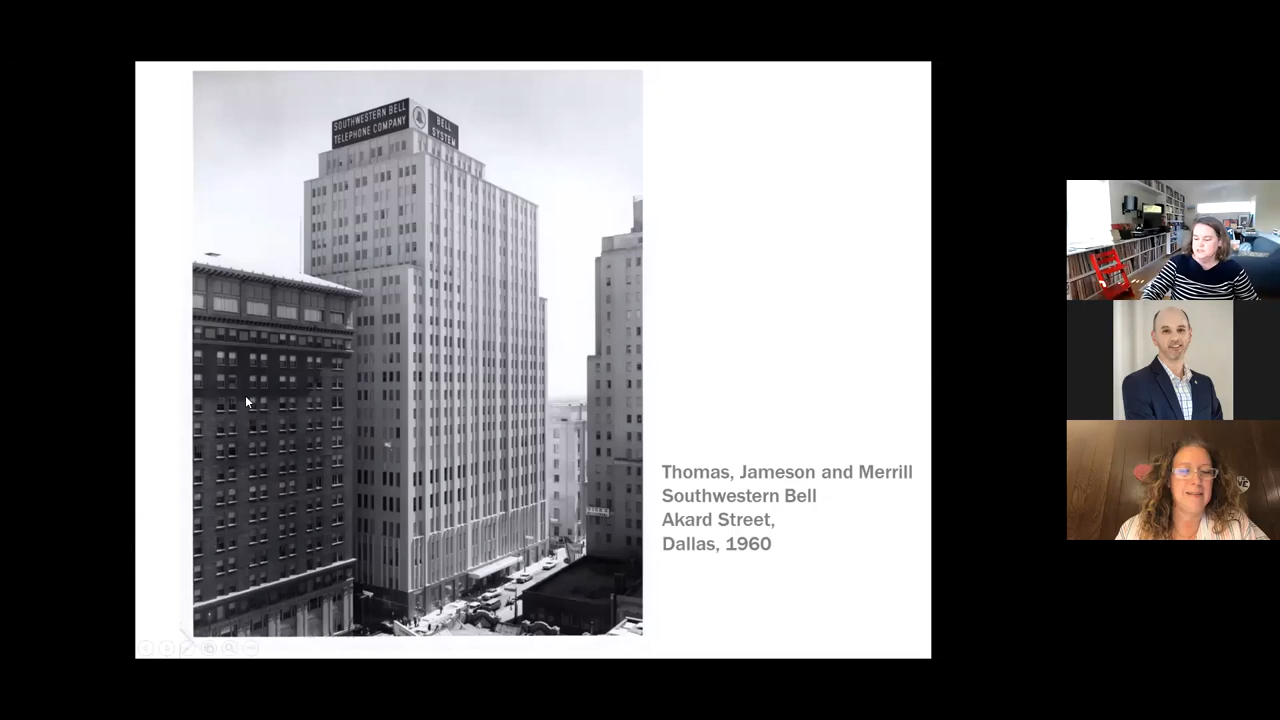 SOUTHWESTERN BELL
TELEPHONE COMPANY
BELL
SYSTEM
Thomas, Jameson and Merrill
Southwestern Bell
Akard Street,
Dallas, 1960